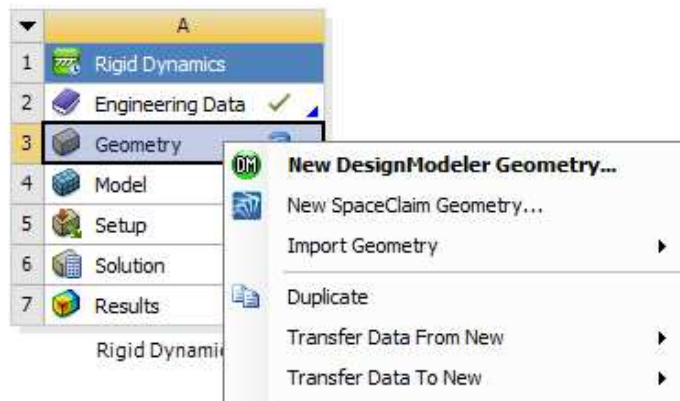 A
1 Rigid Dynamics
2 Engineering Data
3 Geometry
4 Model
5 Setup
6 Solution
7 Results
Rigid
DM New DesignModeler Geometry...
New SpaceClaim Geometry...
Import Geometry
Duplicate
Transfer Data From New
Transfer Data To New